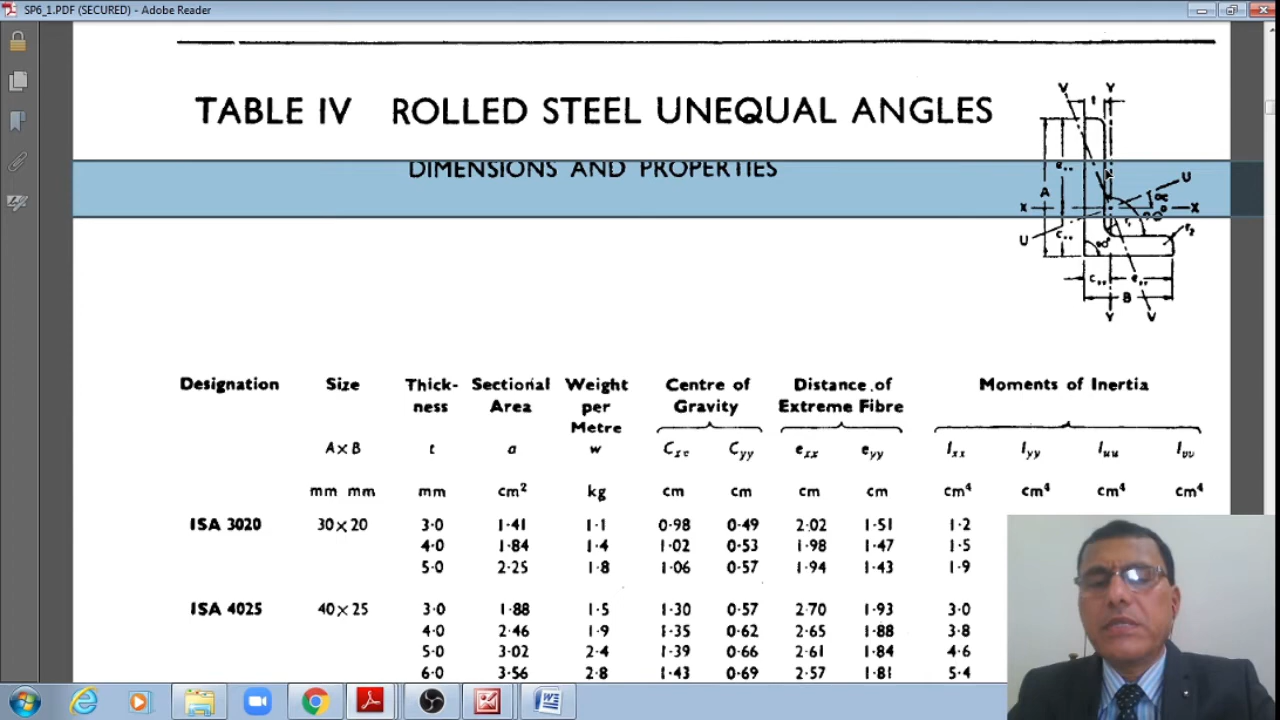 SP6_1.PDF (SECURED) - Adobe Reader
TABLE IV ROLLED STEEL UNEQUAL ANGLES
DIMENSIONS AND PROPERTIES
V Y
t
A
U
X X
U
90°
B
Y V
Designation Size Thick- Sectional Weight Centre of Distance of Moments of Inertia
ness Area per Gravity Extreme Fibre
Metre
A×B t a w Cxx Cyy exx eyy Ixx Iyy Iuu Ivv
mm mm mm cm² kg cm cm cm cm cm⁴ cm⁴ cm⁴ cm⁴
ISA 3020 30×20 3·0 1·41 1·1 0·98 0·49 2·02 1·51 1·2
4·0 1·84 1·4 1·02 0·53 1·98 1·47 1·5
5·0 2·25 1·8 1·06 0·57 1·94 1·43 1·9
ISA 4025 40×25 3·0 1·88 1·5 1·30 0·57 2·70 1·93 3·0
4·0 2·46 1·9 1·35 0·62 2·65 1·88 3·8
5·0 3·02 2·4 1·39 0·66 2·61 1·84 4·6
6·0 3·56 2·8 1·43 0·69 2·57 1·81 5·4